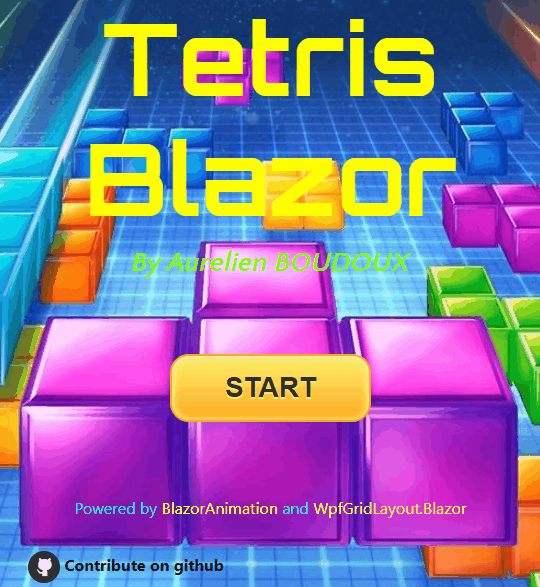 Tetris
Blazor
By Aurelien BOUDOUX
START
Powered by BlazorAnimation and WpfGridLayout.Blazor
Contribute on github